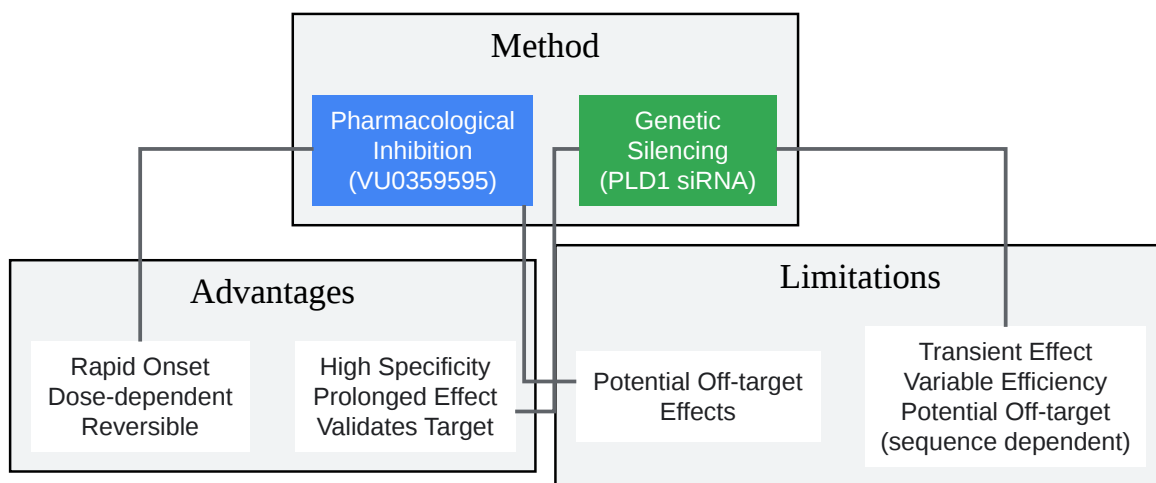 Method
Pharmacological
Inhibition
(VU0359595)
Genetic
Silencing
(PLD1 siRNA)
Advantages
Rapid Onset
Dose-dependent
Reversible
High Specificity
Prolonged Effect
Validates Target
Limitations
Potential Off-target
Effects
Transient Effect
Variable Efficiency
Potential Off-target
(sequence dependent)